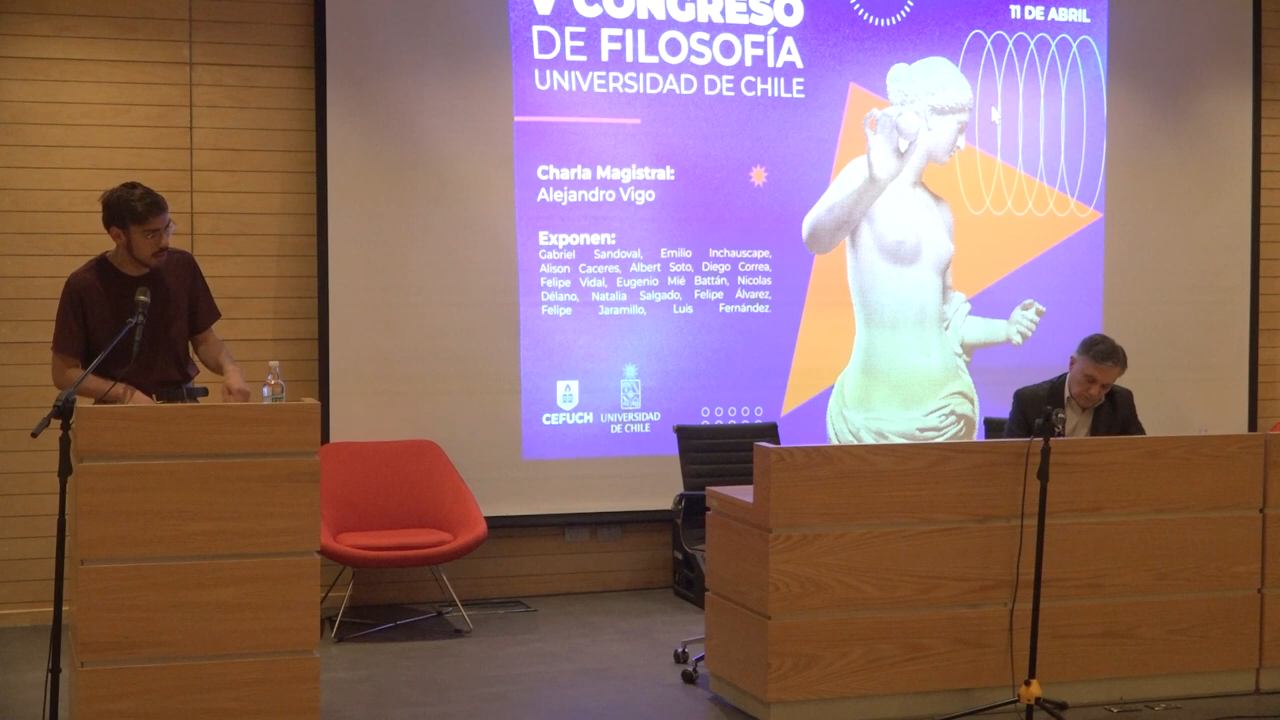 V CONGRESO
DE FILOSOFÍA
UNIVERSIDAD DE CHILE
11 DE ABRIL
Charla Magistral:
Alejandro Vigo
Exponen:
Gabriel Sandoval, Emilio Inchauscape,
Alison Caceres, Albert Soto, Diego Correa,
Felipe Vidal, Eugenio Mié Battán, Nicolas
Délano, Natalia Salgado, Felipe Álvarez,
Felipe Jaramillo, Luis Fernández.
CEFUCH
UNIVERSIDAD
DE CHILE